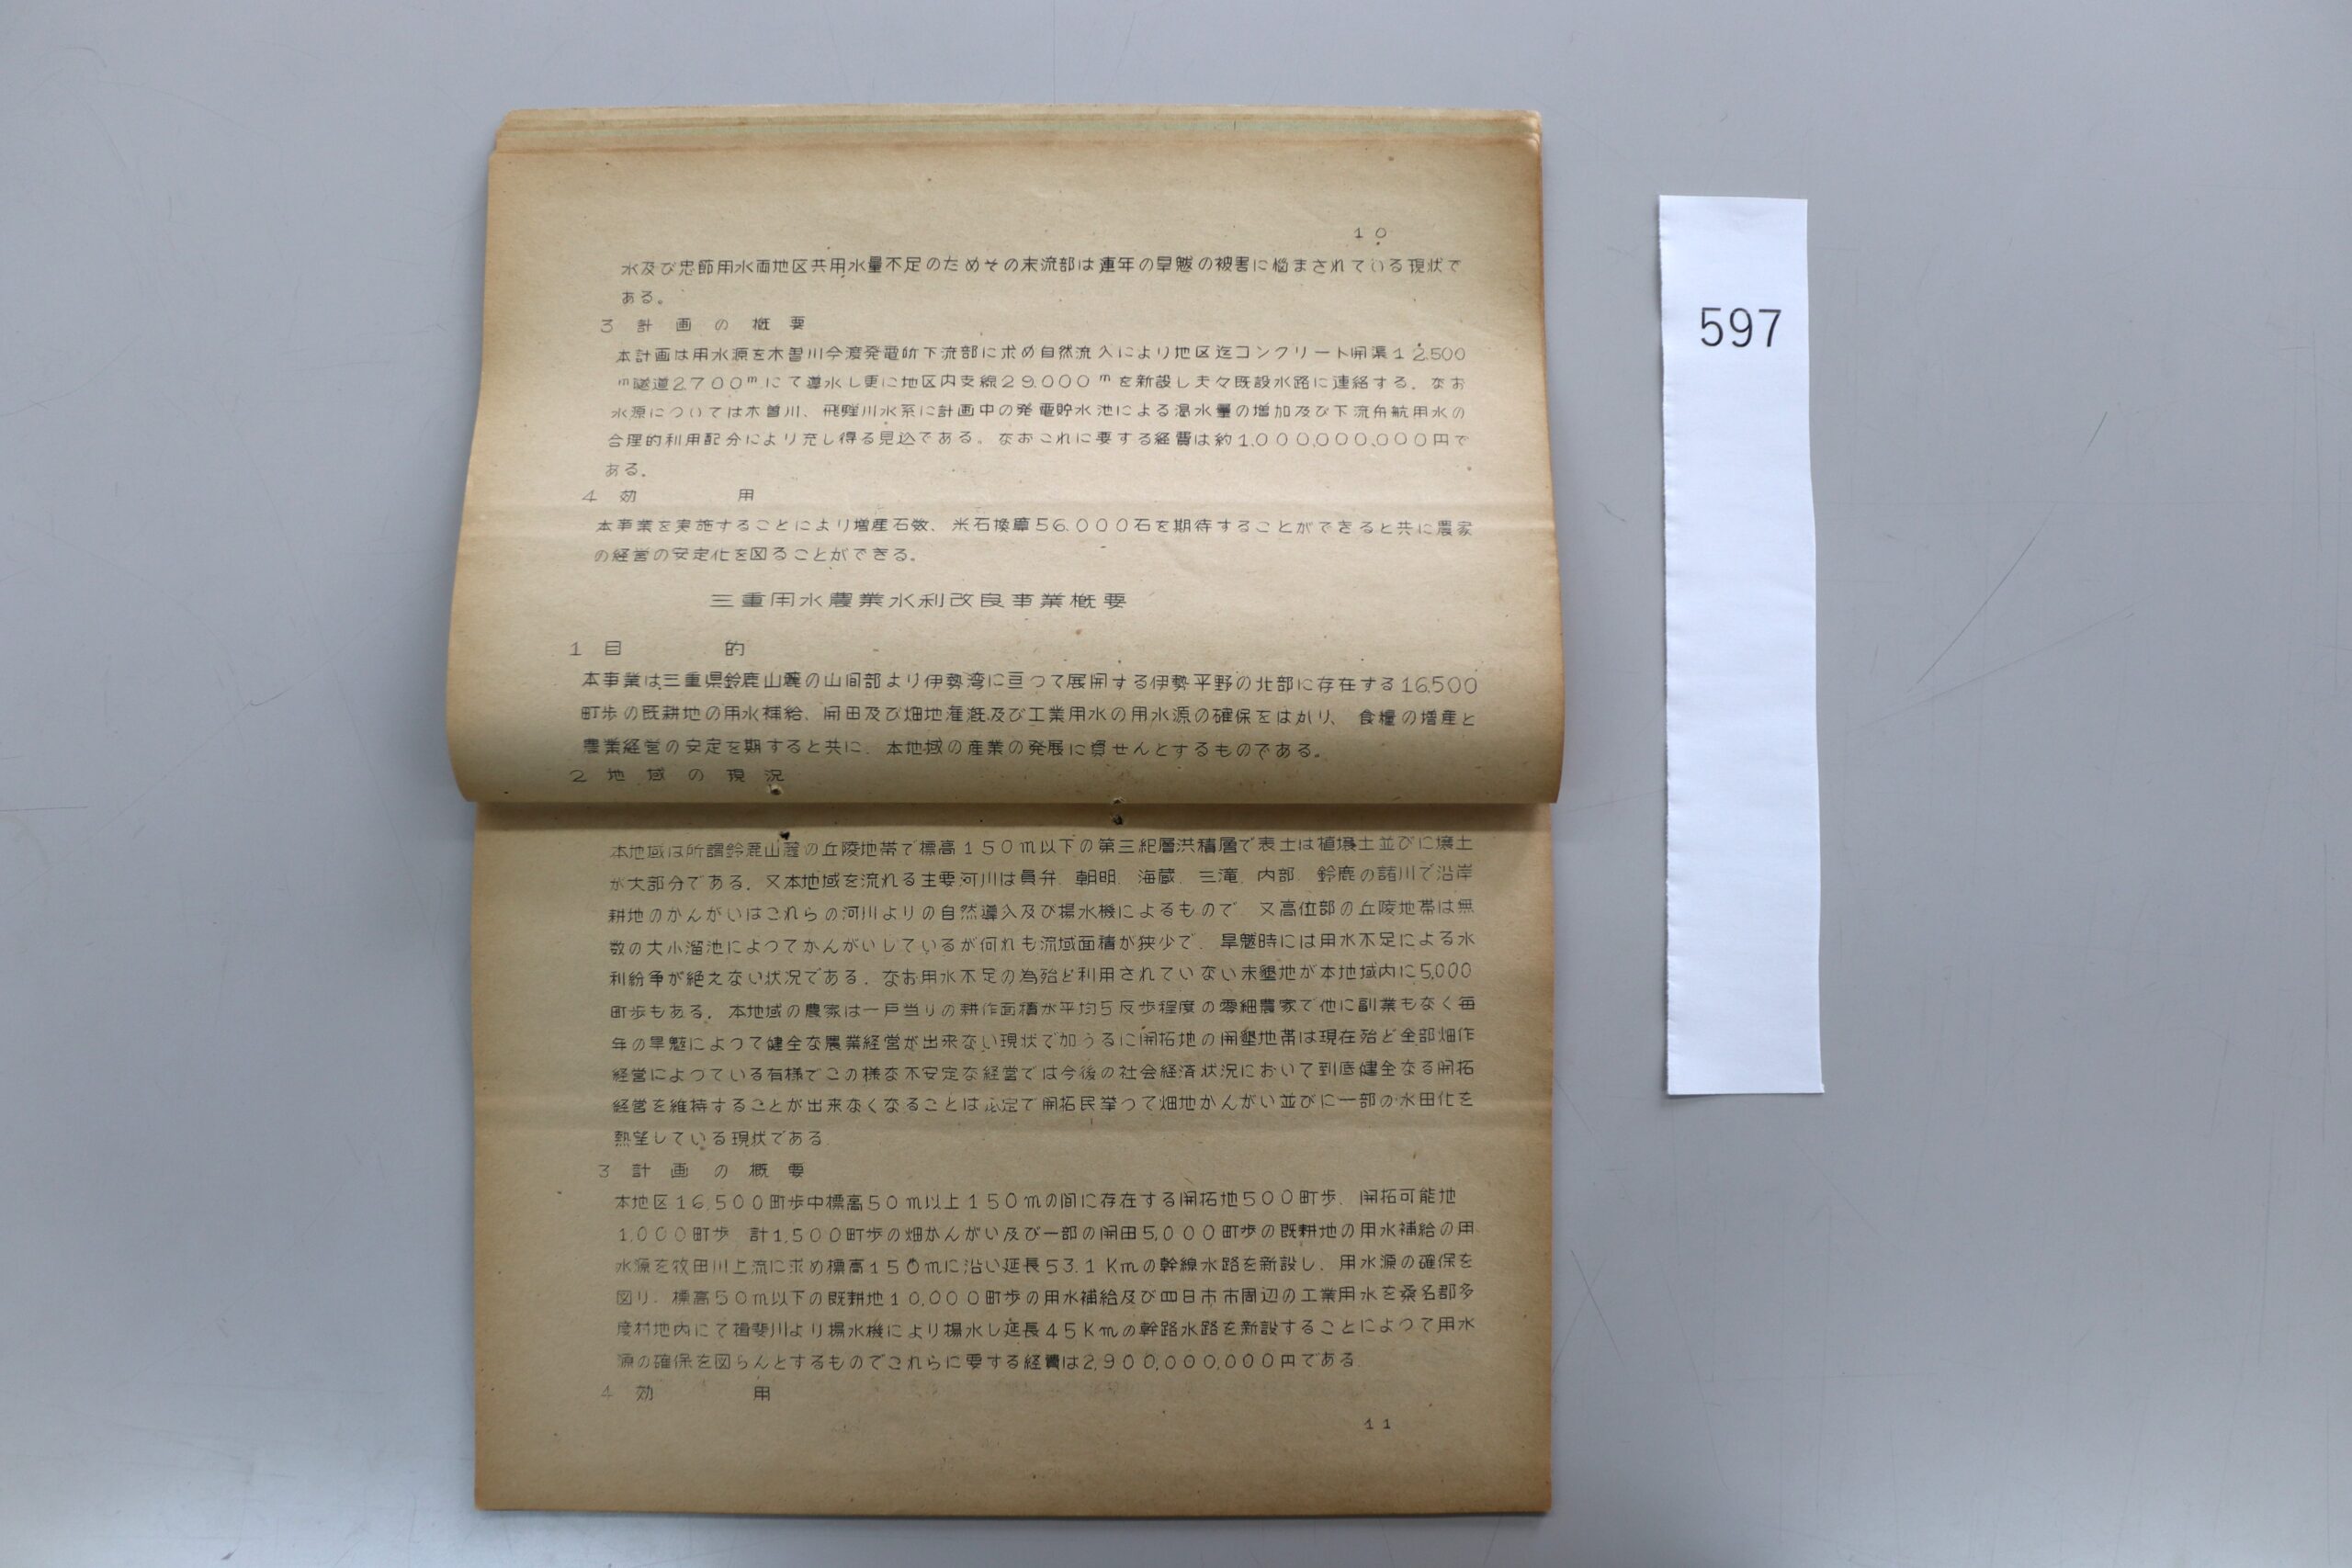 10
水及び忠節用水両地区共用水量不足のためその末流部は連年の旱魃の被害に悩まされている現状で
ある。
3 計画の概要
本計画は用水源を木曽川今渡発電所下流部に求め自然流入により地区迄コンクリート開渠12,500
m隧道2,700mにて導水し更に地区内支線29,000mを新設し夫々既設水路に連絡する。なお
水源については木曽川、飛騨川水系に計画中の発電貯水池による渇水量の増加及び下流舟航用水の
合理的利用配分により充し得る見込である。なおこれに要する経費は約1,000,000,000円で
ある。
4 効用
本事業を実施することにより増産石数、米石換算56,000石を期待することができると共に農家
の経営の安定化を図ることができる。
三重用水農業水利改良事業概要
1 目的
本事業は三重県鈴鹿山麓の山間部より伊勢湾に亘つて展開する伊勢平野の北部に存在する16,500
町歩の既耕地の用水補給、開田及び畑地灌漑及び工業用水の用水源の確保をはかり、食糧の増産と
農業経営の安定を期すると共に、本地域の産業の発展に資せんとするものである。
2 地域の現況
本地域は所謂鈴鹿山麓の丘陵地帯で標高150m以下の第三紀層洪積層で表土は植壌土並びに壌土
が大部分である。又本地域を流れる主要河川は員弁、朝明、海蔵、三滝、内部、鈴鹿の諸川で沿岸
耕地のかんがいはこれらの河川よりの自然導入及び揚水機によるもので、又高位部の丘陵地帯は無
数の大小溜池によつてかんがいしているが何れも流域面積が狭少で、旱魃時には用水不足による水
利紛争が絶えない状況である。なお用水不足の為殆ど利用されていない未墾地が本地域内に5,000
町歩もある。本地域の農家は一戸当りの耕作面積が平均5反歩程度の零細農家で他に副業もなく毎
年の旱魃によつて健全な農業経営が出来ない現状で加うるに開拓地の開墾地帯は現在殆ど全部畑作
経営によつている有様でこの様な不安定な経営では今後の社会経済状況において到底健全なる開拓
経営を維持することが出来なくなることは必定で開拓民挙つて畑地かんがい並びに一部の水田化を
熱望している現状である。
3 計画の概要
本地区16,500町歩中標高50m以上150mの間に存在する開拓地500町歩、開拓可能地
1,000町歩 計1,500町歩の畑かんがい及び一部の開田5,000町歩の既耕地の用水補給の用
水源を牧田川上流に求め標高150mに沿い延長53.1Kmの幹線水路を新設し、用水源の確保を
図り、標高50m以下の既耕地10,000町歩の用水補給及び四日市市周辺の工業用水を桑名郡多
度村地内にて揖斐川より揚水機により揚水し延長45Kmの幹路水路を新設することによつて用水
源の確保を図らんとするものでこれらに要する経費は2,900,000,000円である。
4 効用
11
597